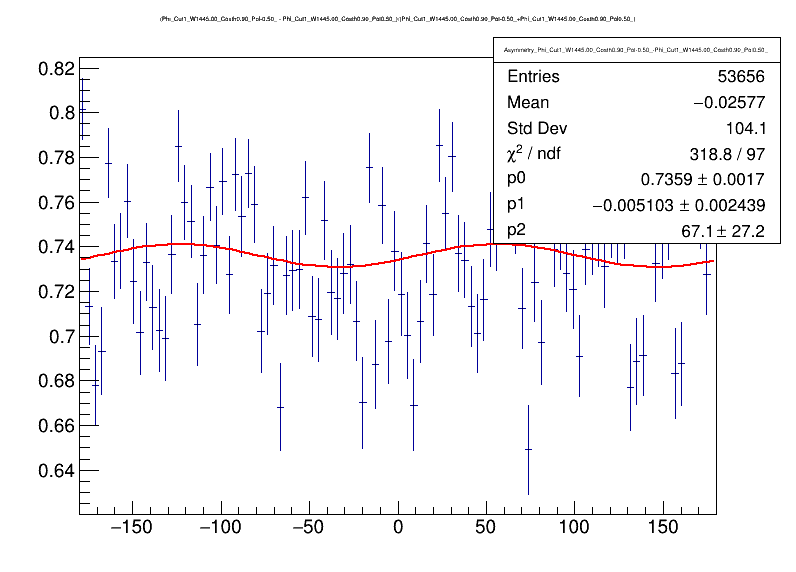 (Phi_Cut1_W1445.00_Costh0.90_Pol-0.50_ - Phi_Cut1_W1445.00_Costh0.90_Pol0.50_)/(Phi_Cut1_W1445.00_Costh0.90_Pol-0.50_+Phi_Cut1_W1445.00_Costh0.90_Pol0.50_)
Asymmetry_Phi_Cut1_W1445.00_Costh0.90_Pol-0.50_-Phi_Cut1_W1445.00_Costh0.90_Pol0.50_
Entries 53656
Mean −0.02577
Std Dev 104.1
χ² / ndf 318.8 / 97
p0 0.7359 ± 0.0017
p1 −0.005103 ± 0.002439
p2 67.1 ± 27.2
0.82
0.8
0.78
0.76
0.74
0.72
0.7
0.68
0.66
0.64
−150 −100 −50 0 50 100 150